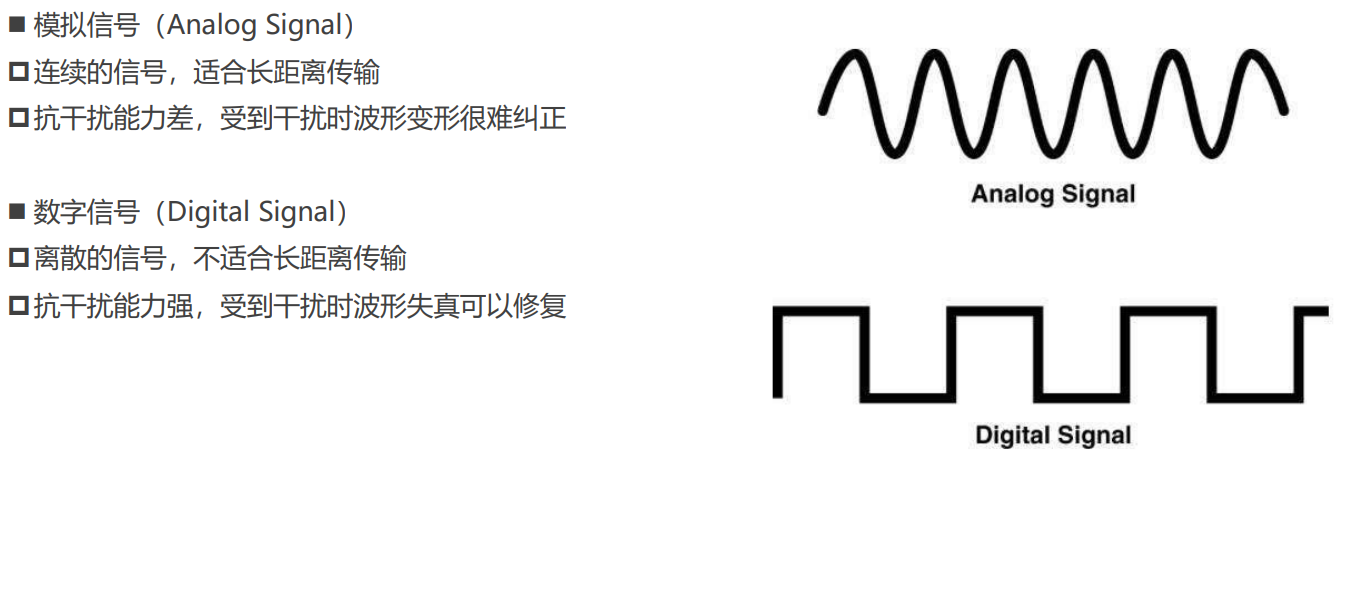 模拟信号（Analog Signal）
连续的信号，适合长距离传输
抗干扰能力差，受到干扰时波形变形很难纠正
数字信号（Digital Signal）
离散的信号，不适合长距离传输
抗干扰能力强，受到干扰时波形失真可以修复
Analog Signal
Digital Signal